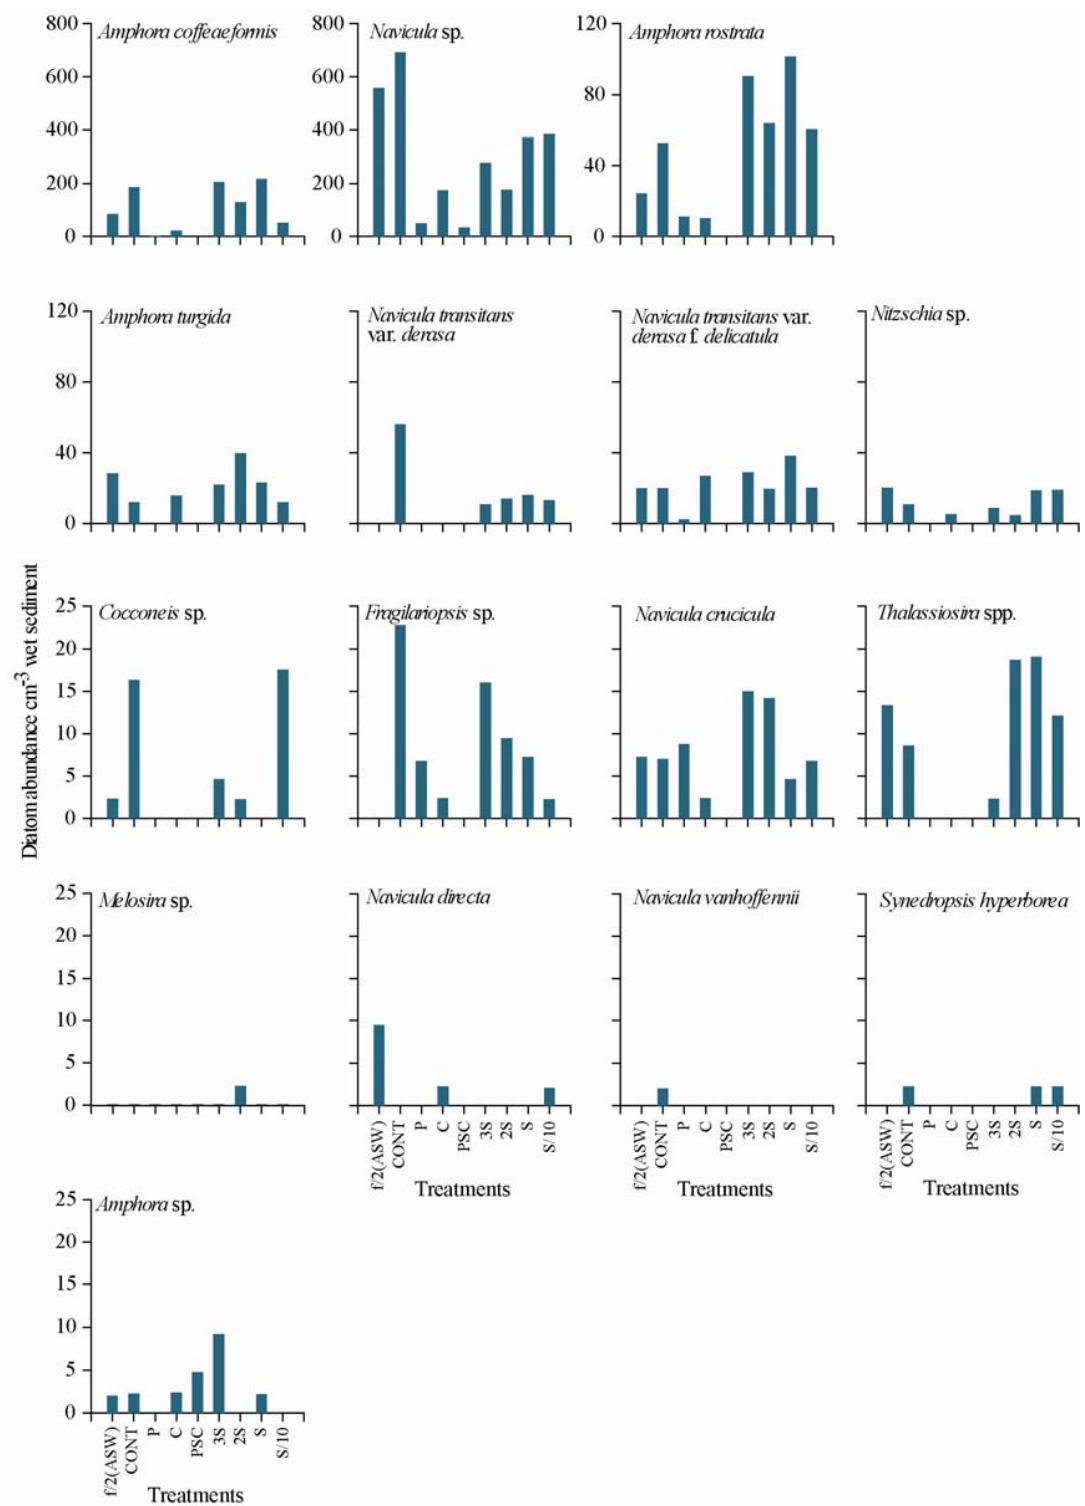 800
600
400
200
0
Amphora coffeaeformis
800
600
400
200
0
Navicula sp.
120
80
40
0
Amphora rostrata
120
80
40
0
Amphora turgida
Navicula transitans
var. derasa
Navicula transitans var.
derasa f. delicatula
Nitzschia sp.
Diatom abundance cm-3 wet sediment
25
20
15
10
5
0
Cocconeis sp.
Fragilariopsis sp.
Navicula crucicula
Thalassiosira spp.
25
20
15
10
5
0
Melosira sp.
Navicula directa
f/2(ASW)
CONT
P
C
PSC
3S
2S
S
S/10
Treatments
Navicula vanhoffennii
f/2(ASW)
CONT
P
C
PSC
3S
2S
S
S/10
Treatments
Synedropsis hyperborea
f/2(ASW)
CONT
P
C
PSC
3S
2S
S
S/10
Treatments
25
20
15
10
5
0
Amphora sp.
f/2(ASW)
CONT
P
C
PSC
3S
2S
S
S/10
Treatments